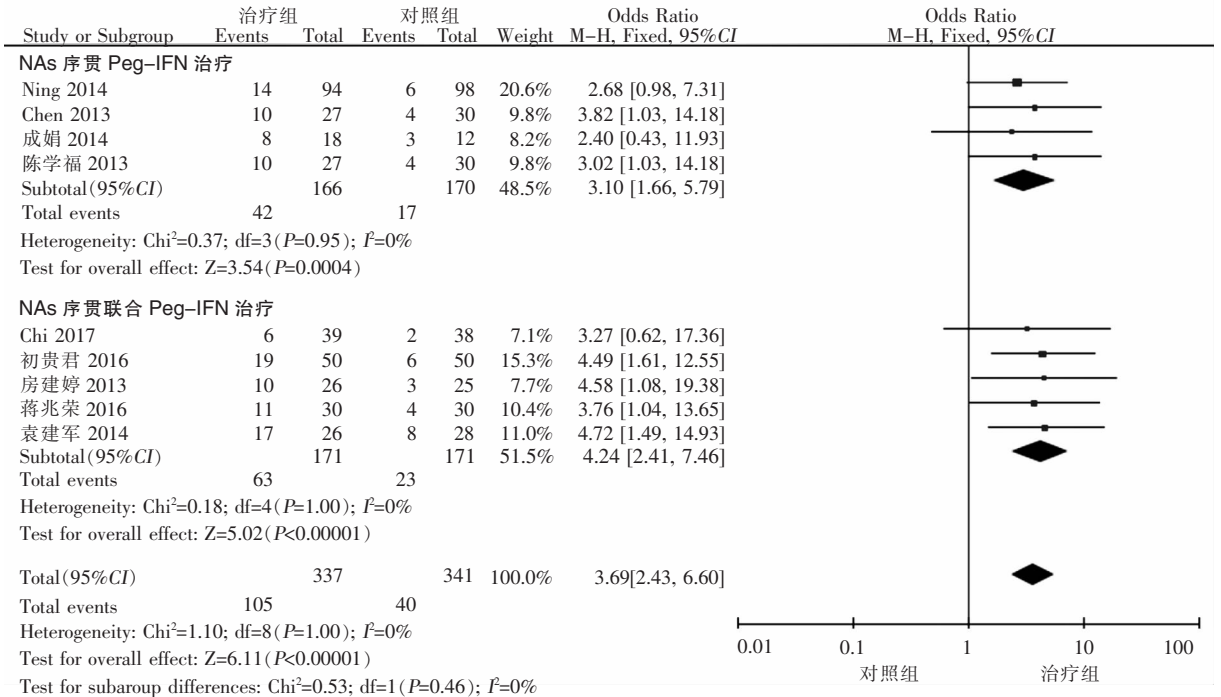 治疗组 对照组 Odds Ratio Odds Ratio
Study or Subgroup Events Total Events Total Weight M-H, Fixed, 95%CI M-H, Fixed, 95%CI
NAs 序贯 Peg-IFN 治疗
Ning 2014 14 94 6 98 20.6% 2.68 [0.98, 7.31]
Chen 2013 10 27 4 30 9.8% 3.82 [1.03, 14.18]
成娟 2014 8 18 3 12 8.2% 2.40 [0.43, 11.93]
陈学福 2013 10 27 4 30 9.8% 3.02 [1.03, 14.18]
Subtotal(95%CI) 166 170 48.5% 3.10 [1.66, 5.79]
Total events 42 17
Heterogeneity: Chi²=0.37; df=3(P=0.95); I²=0%
Test for overall effect: Z=3.54(P=0.0004)
NAs 序贯联合 Peg-IFN 治疗
Chi 2017 6 39 2 38 7.1% 3.27 [0.62, 17.36]
初贵君 2016 19 50 6 50 15.3% 4.49 [1.61, 12.55]
房建婷 2013 10 26 3 25 7.7% 4.58 [1.08, 19.38]
蒋兆荣 2016 11 30 4 30 10.4% 3.76 [1.04, 13.65]
袁建军 2014 17 26 8 28 11.0% 4.72 [1.49, 14.93]
Subtotal(95%CI) 171 171 51.5% 4.24 [2.41, 7.46]
Total events 63 23
Heterogeneity: Chi²=0.18; df=4(P=1.00); I²=0%
Test for overall effect: Z=5.02(P<0.00001)
Total(95%CI) 337 341 100.0% 3.69[2.43, 6.60]
Total events 105 40
Heterogeneity: Chi²=1.10; df=8(P=1.00); I²=0%
Test for overall effect: Z=6.11(P<0.00001)
Test for subaroup differences: Chi²=0.53; df=1(P=0.46); I²=0%
0.01 0.1 1 10 100
对照组 治疗组